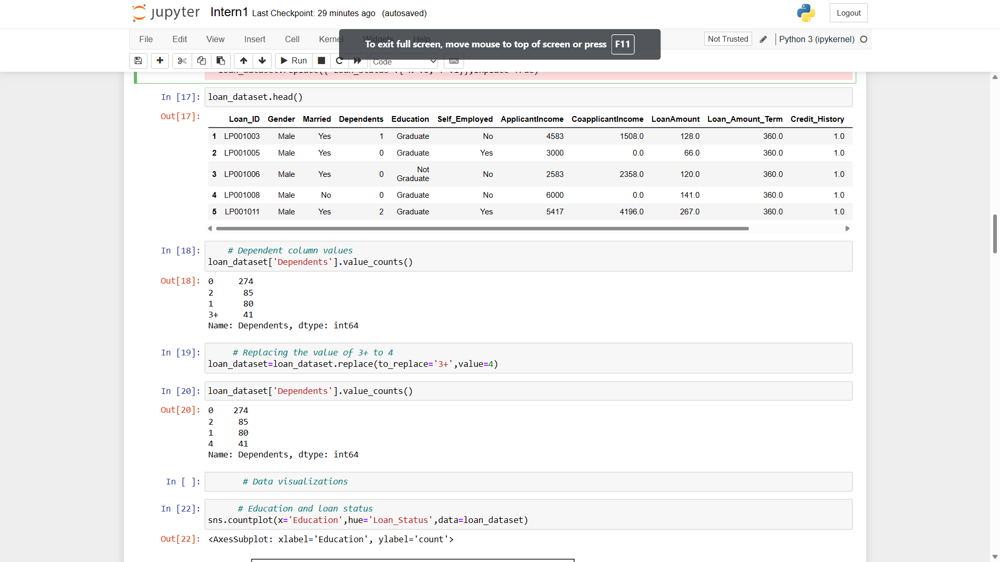 jupyter Intern1 Last Checkpoint: 29 minutes ago (autosaved)
Logout
File Edit View Insert Cell Kernel Widgets Help
To exit full screen, move mouse to top of screen or press F11
Not Trusted Python 3 (ipykernel)
Run Code
In [17]: loan_dataset.head()
Out[17]:
Loan_ID Gender Married Dependents Education Self_Employed ApplicantIncome CoapplicantIncome LoanAmount Loan_Amount_Term Credit_History
1 LP001003 Male Yes 1 Graduate No 4583 1508.0 128.0 360.0 1.0
2 LP001005 Male Yes 0 Graduate Yes 3000 0.0 66.0 360.0 1.0
3 LP001006 Male Yes 0 Not Graduate No 2583 2358.0 120.0 360.0 1.0
4 LP001008 Male No 0 Graduate No 6000 0.0 141.0 360.0 1.0
5 LP001011 Male Yes 2 Graduate Yes 5417 4196.0 267.0 360.0 1.0
In [18]: # Dependent column values
loan_dataset['Dependents'].value_counts()
Out[18]: 0 274
2 85
1 80
3+ 41
Name: Dependents, dtype: int64
In [19]: # Replacing the value of 3+ to 4
loan_dataset=loan_dataset.replace(to_replace='3+',value=4)
In [20]: loan_dataset['Dependents'].value_counts()
Out[20]: 0 274
2 85
1 80
4 41
Name: Dependents, dtype: int64
In [ ]: # Data visualizations
In [22]: # Education and loan status
sns.countplot(x='Education',hue='Loan_Status',data=loan_dataset)
Out[22]: <AxesSubplot: xlabel='Education', ylabel='count'>